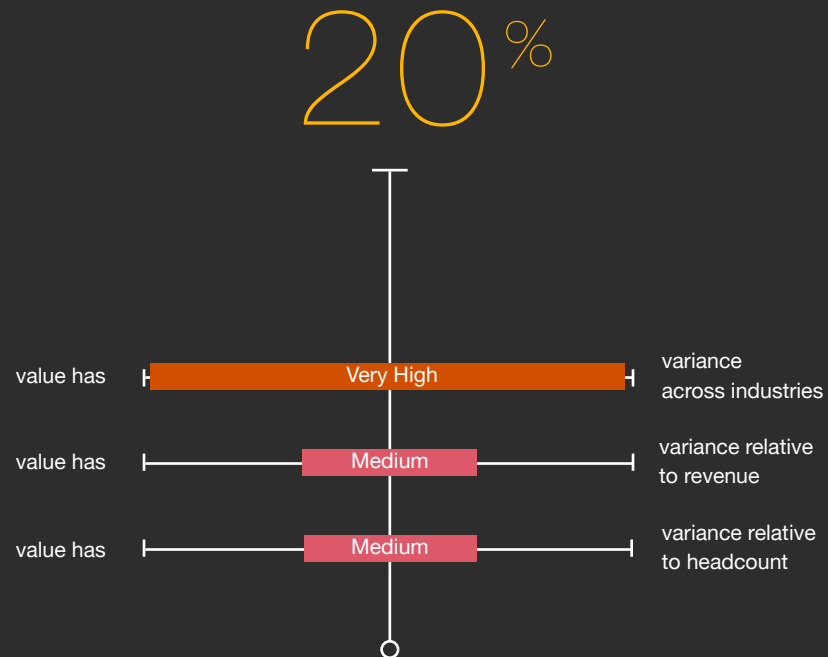 20%
value has
Very High
variance
across industries
value has
Medium
variance relative
to revenue
value has
Medium
variance relative
to headcount